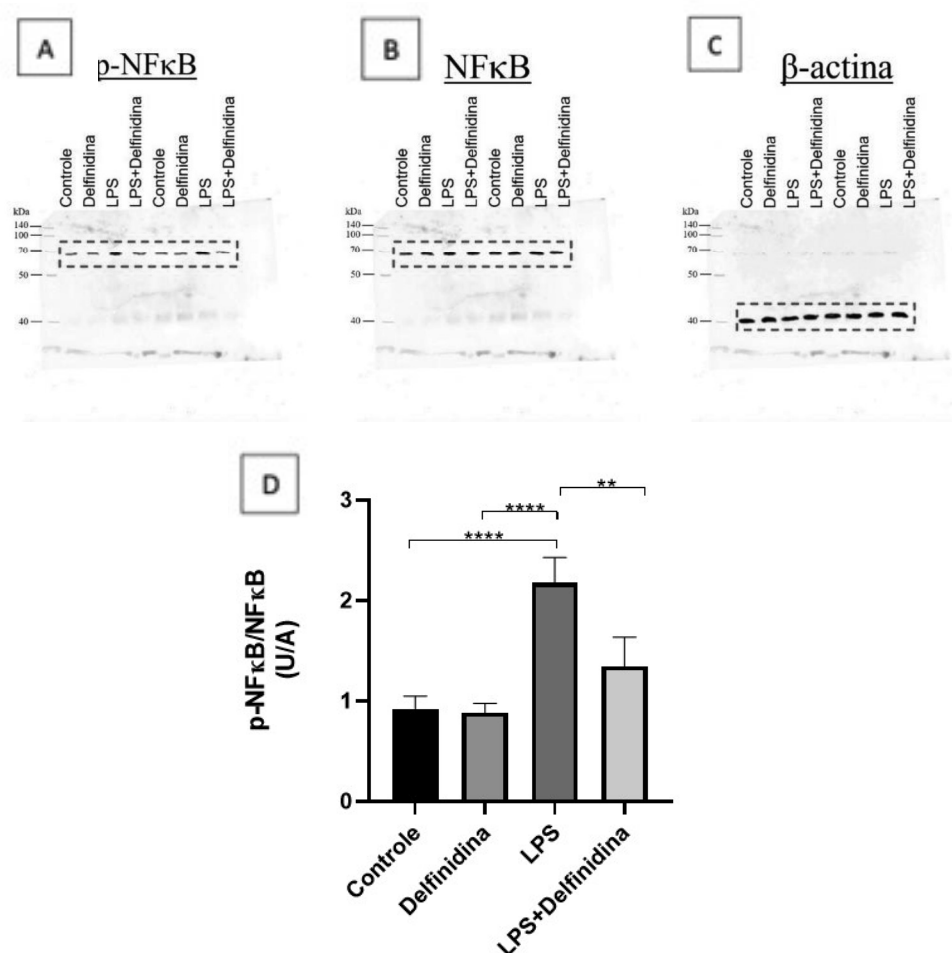 A
p-NFκB
Controle
Delfinidina
LPS
LPS+Delfinidina
Controle
Delfinidina
LPS
LPS+Delfinidina
kDa
140
100
70
50
40
B
NFκB
Controle
Delfinidina
LPS
LPS+Delfinidina
Controle
Delfinidina
LPS
LPS+Delfinidina
kDa
140
100
70
50
40
C
β-actina
Controle
Delfinidina
LPS
LPS+Delfinidina
Controle
Delfinidina
LPS
LPS+Delfinidina
kDa
140
100
70
50
40
D
p-NFκB/NFκB
(U/A)
3
2
1
0
**
****
****
Controle
Delfinidina
LPS
LPS+Delfinidina